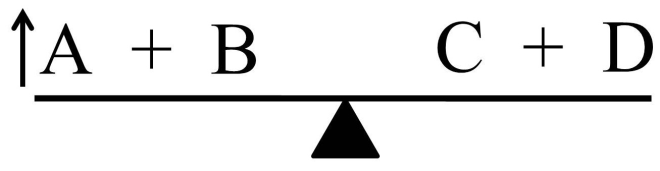 ↑A + B C + D